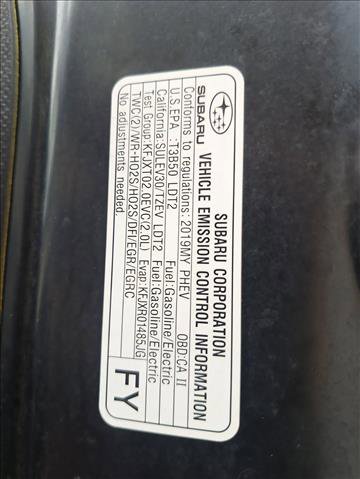 SUBARU CORPORATION
SUBARU VEHICLE EMISSION CONTROL INFORMATION
Conforms to regulations: 2019MY PHEV OBD:CA II
U.S.EPA :T3B50 LDT2 Fuel:Gasoline/Electric
California:SULEV30/TZEV LDT2 Fuel:Gasoline/Electric
Test Group:KFJXT02.0EVC(2.0L) Evap:KFJXR01485JG
TWC(2)/WR-HO2S/HO2S/DFI/EGR/EGRC
No adjustments needed.
FY